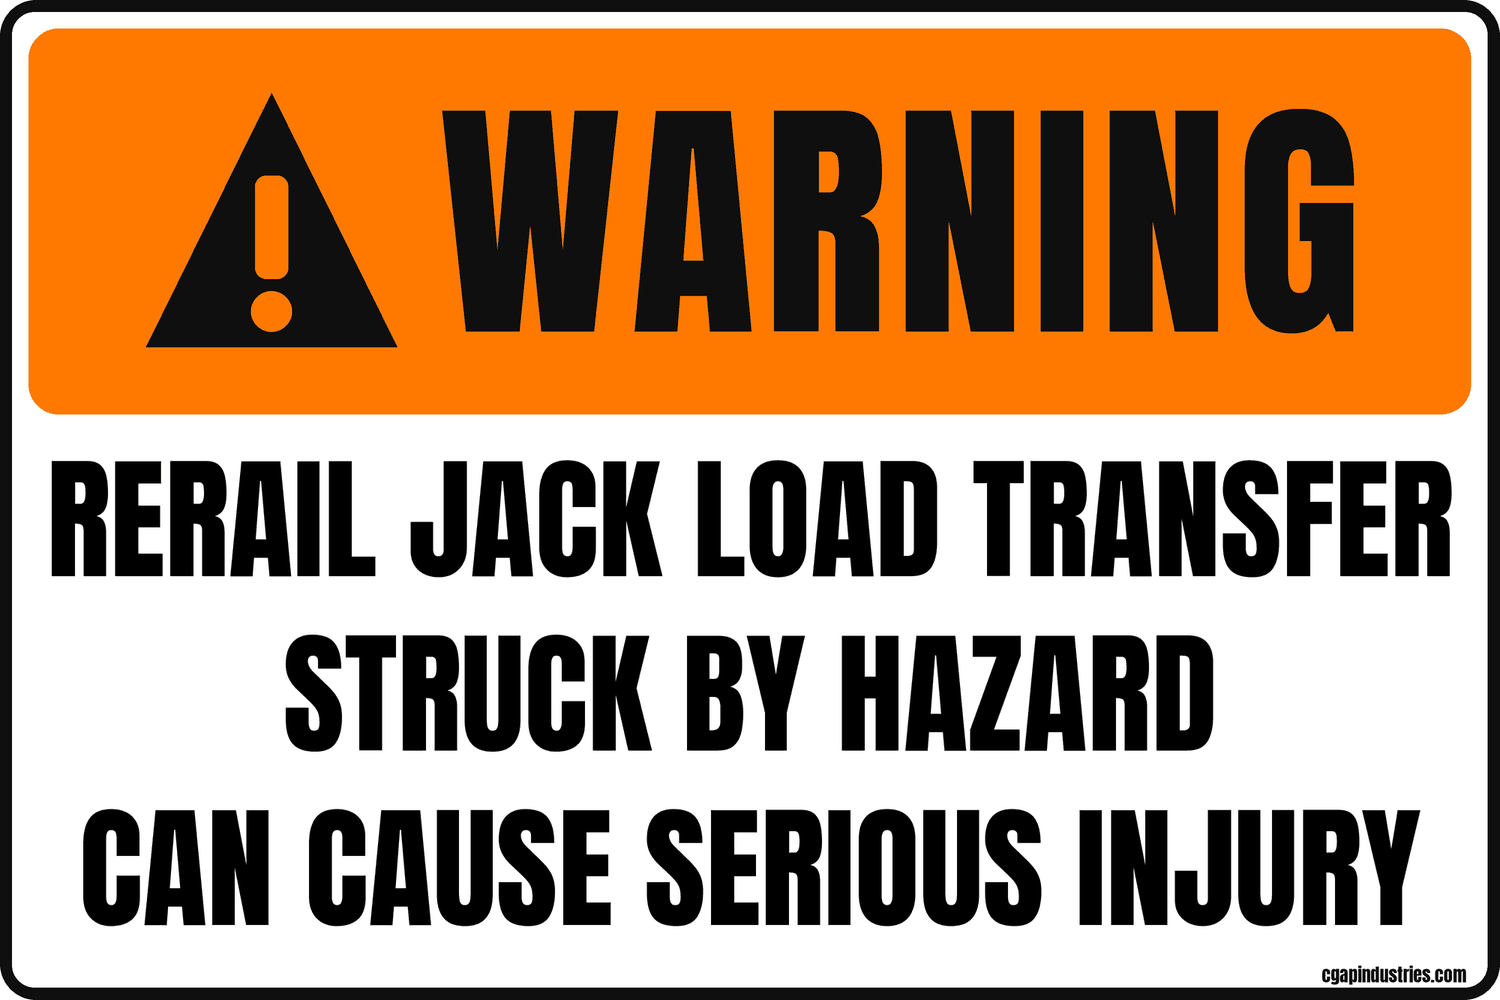 WARNING
RERAIL JACK LOAD TRANSFER
STRUCK BY HAZARD
CAN CAUSE SERIOUS INJURY
cgapindustries.com